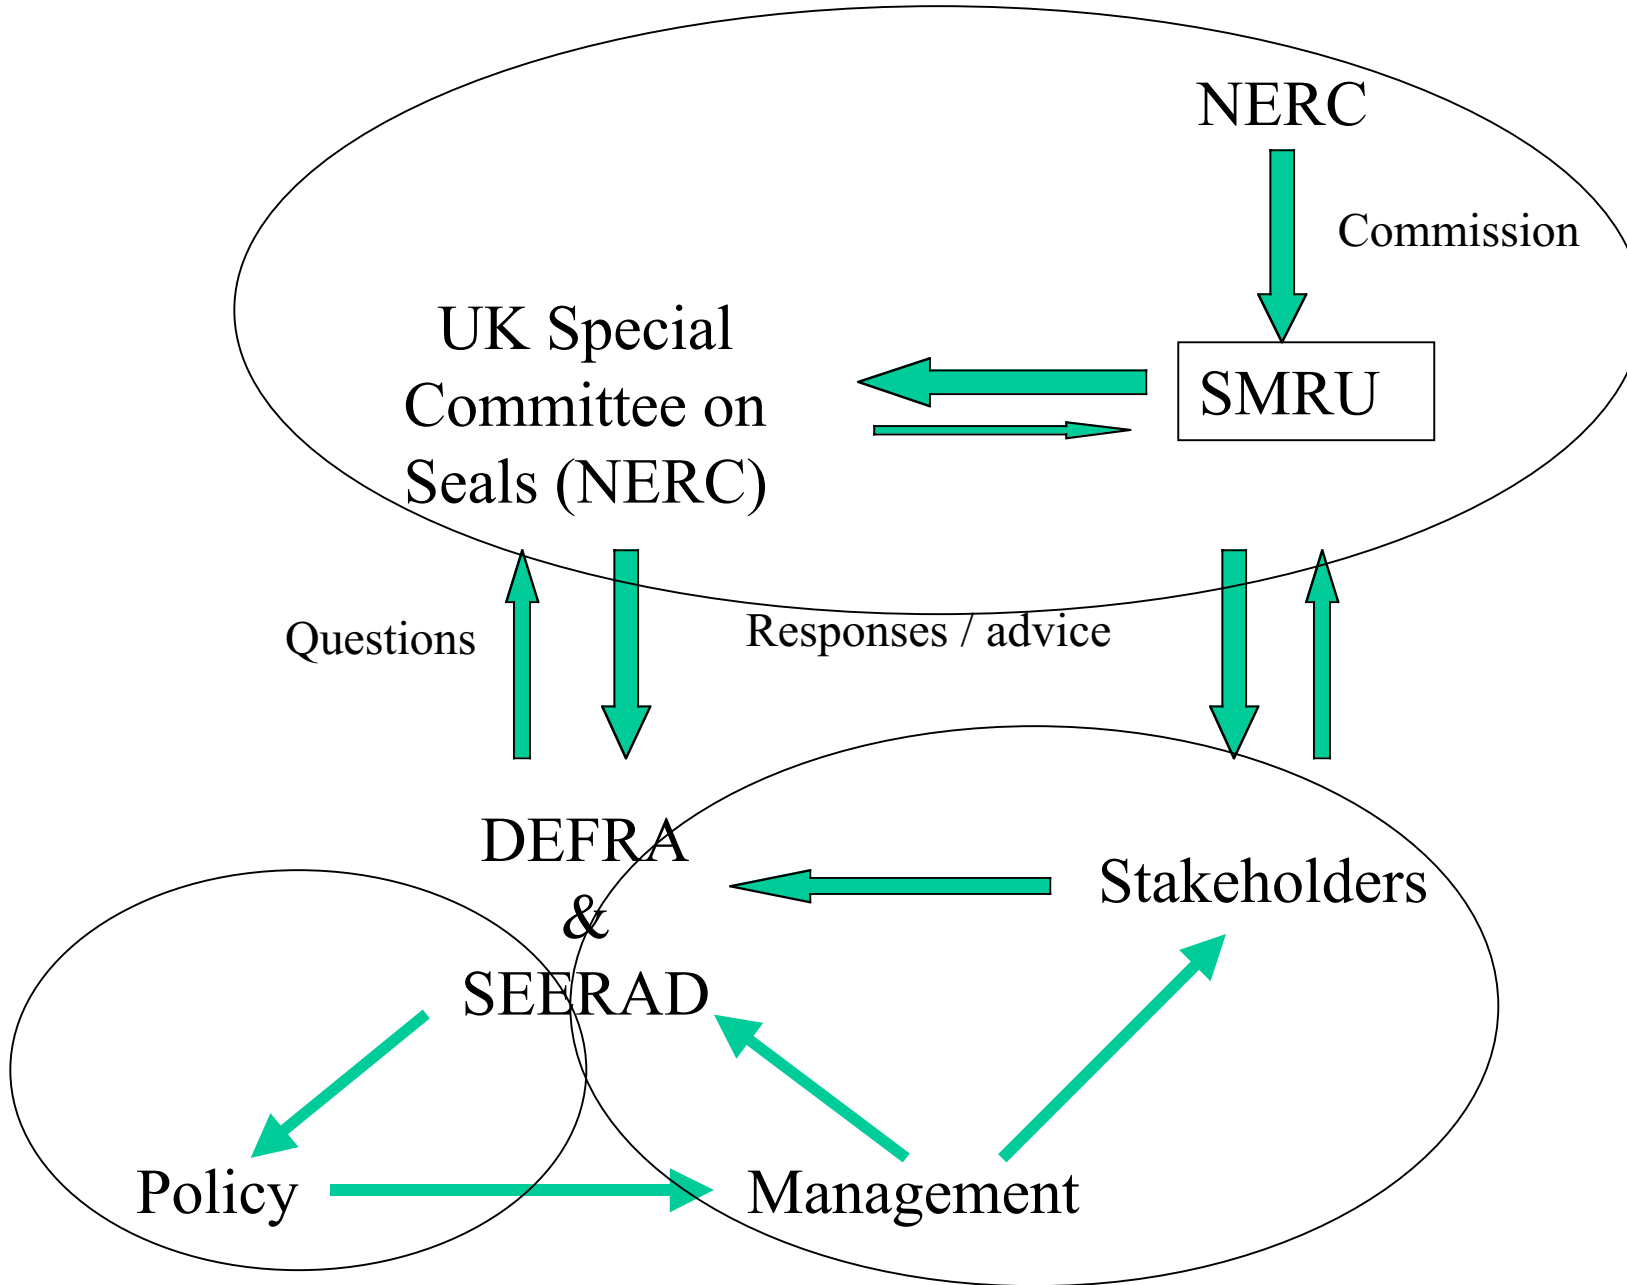 NERC
Commission
UK Special
Committee on
Seals (NERC)
SMRU
Questions
Responses / advice
DEFRA
&
SEERAD
Stakeholders
Policy
Management